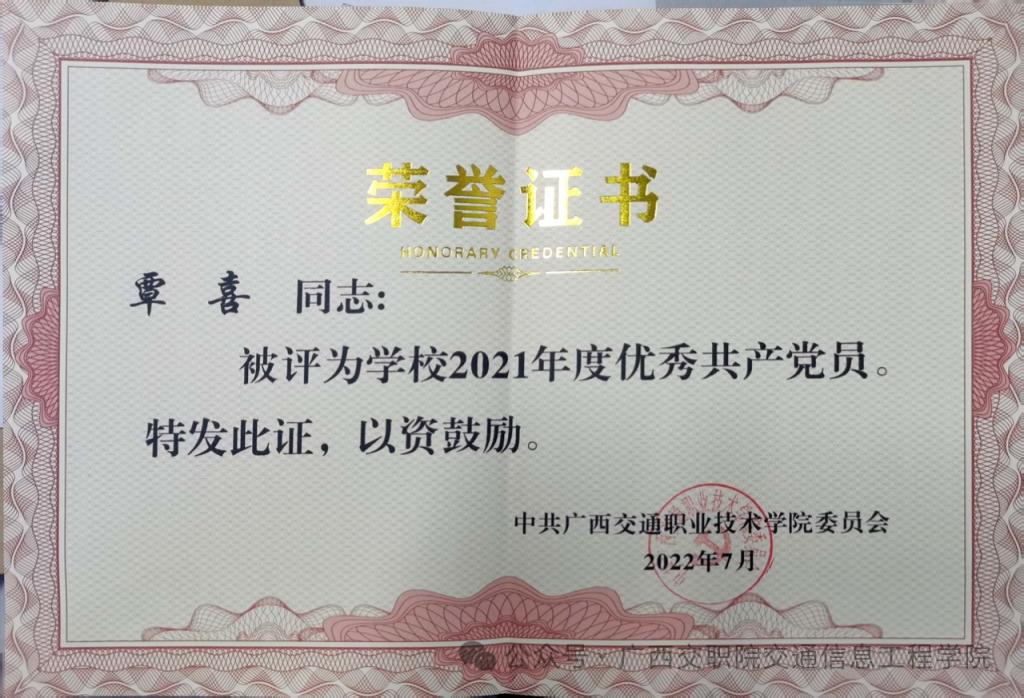 荣誉证书
HONORARY CREDENTIAL
覃 喜 同志:
被评为学校2021年度优秀共产党员。
特发此证，以资鼓励。
中共广西交通职业技术学院委员会
2022年7月
公众号·广西交职院交通信息工程学院